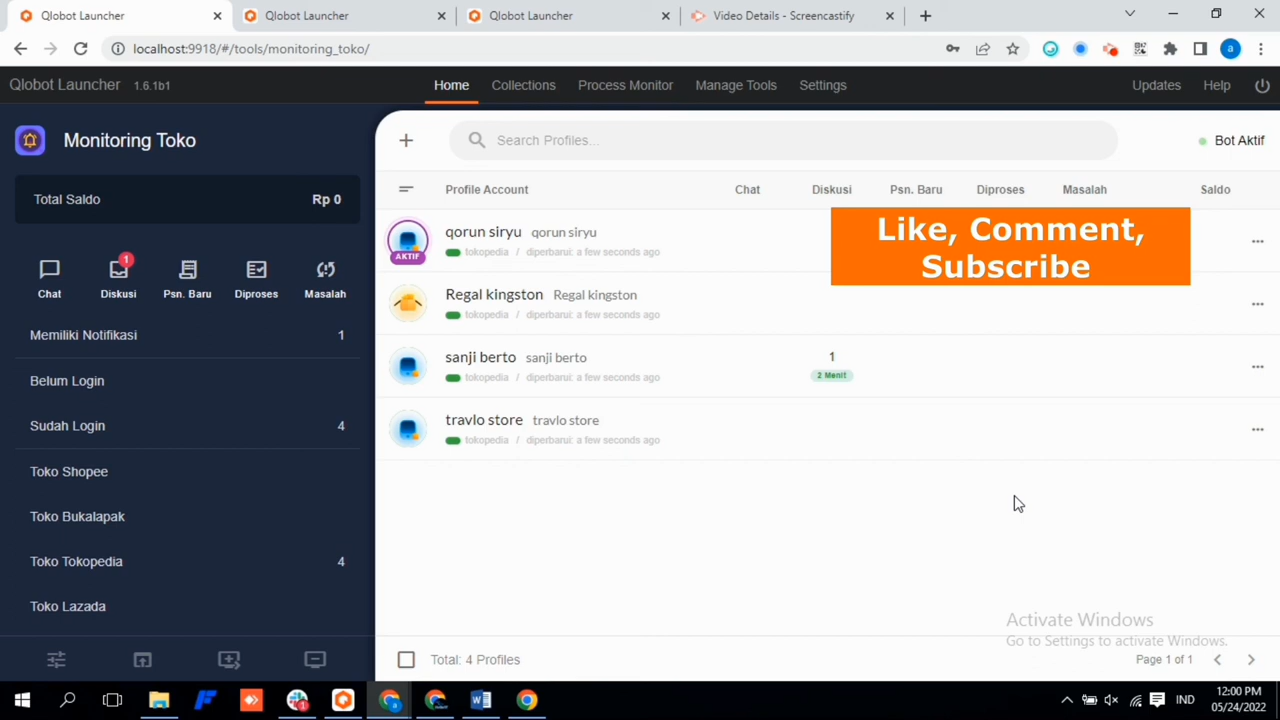 Qlobot Launcher
Qlobot Launcher
Qlobot Launcher
Video Details - Screencastify
localhost:9918/#/tools/monitoring_toko/
a
Qlobot Launcher 1.6.1b1
Home
Collections
Process Monitor
Manage Tools
Settings
Updates
Help
Monitoring Toko
Total Saldo
Rp 0
1
Chat
Diskusi
Psn. Baru
Diproses
Masalah
Memiliki Notifikasi 1
Belum Login
Sudah Login 4
Toko Shopee
Toko Bukalapak
Toko Tokopedia 4
Toko Lazada
Search Profiles...
Bot Aktif
Profile Account
Chat
Diskusi
Psn. Baru
Diproses
Masalah
Saldo
Like, Comment,
Subscribe
qorun siryu qorun siryu
AKTIF
tokopedia / diperbarui: a few seconds ago
Regal kingston Regal kingston
tokopedia / diperbarui: a few seconds ago
sanji berto sanji berto
1
tokopedia / diperbarui: a few seconds ago
2 Menit
travlo store travlo store
tokopedia / diperbarui: a few seconds ago
Activate Windows
Go to Settings to activate Windows.
Total: 4 Profiles
Page 1 of 1
IND
12:00 PM
05/24/2022